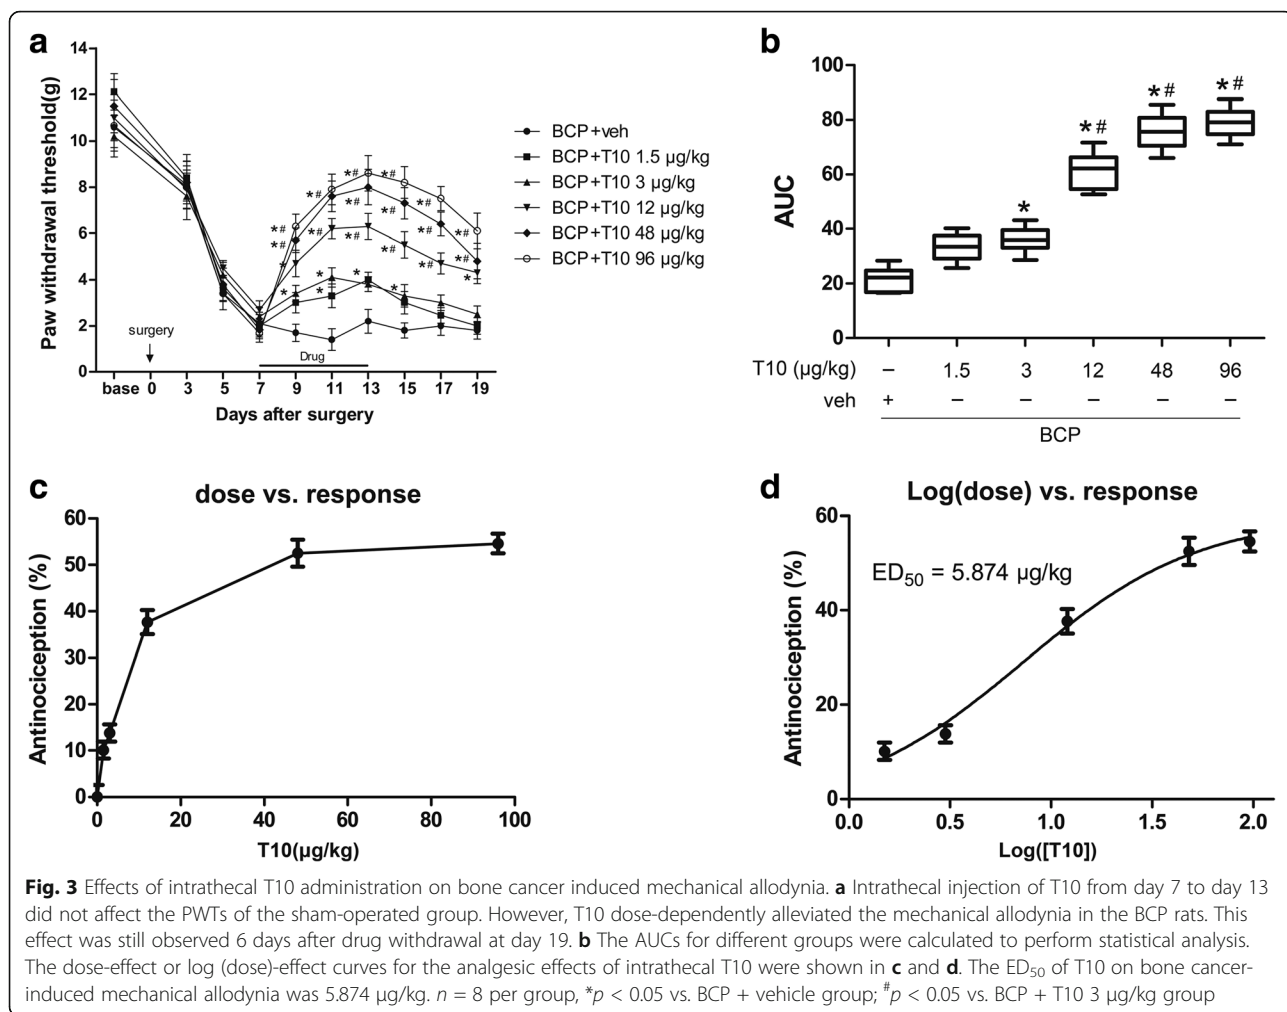 a
14
12
10
8
6
4
2
0
Paw withdrawal threshold(g)
surgery
Drug
base 0 3 5 7 9 11 13 15 17 19
Days after surgery
BCP+veh
BCP+T10 1.5 µg/kg
BCP+T10 3 µg/kg
BCP+T10 12 µg/kg
BCP+T10 48 µg/kg
BCP+T10 96 µg/kg
*# *# *#
*# *#
*# *# *#
*# *# *#
* *# *# *# *#
* * *# *# *
* * *
b
100
80
60
40
20
0
AUC
* *# *# *#
T10 (µg/kg) – 1.5 3 12 48 96
veh + – – – – –
BCP
c
dose vs. response
60
50
40
30
20
10
0
Antinociception (%)
0 20 40 60 80 100
T10(µg/kg)
d
Log(dose) vs. response
ED50 = 5.874 µg/kg
60
40
20
0
Antinociception (%)
0.0 0.5 1.0 1.5 2.0
Log([T10])
Fig. 3 Effects of intrathecal T10 administration on bone cancer induced mechanical allodynia. a Intrathecal injection of T10 from day 7 to day 13
did not affect the PWTs of the sham-operated group. However, T10 dose-dependently alleviated the mechanical allodynia in the BCP rats. This
effect was still observed 6 days after drug withdrawal at day 19. b The AUCs for different groups were calculated to perform statistical analysis.
The dose-effect or log (dose)-effect curves for the analgesic effects of intrathecal T10 were shown in c and d. The ED50 of T10 on bone cancer-
induced mechanical allodynia was 5.874 µg/kg. n = 8 per group, *p < 0.05 vs. BCP + vehicle group; #p < 0.05 vs. BCP + T10 3 µg/kg group